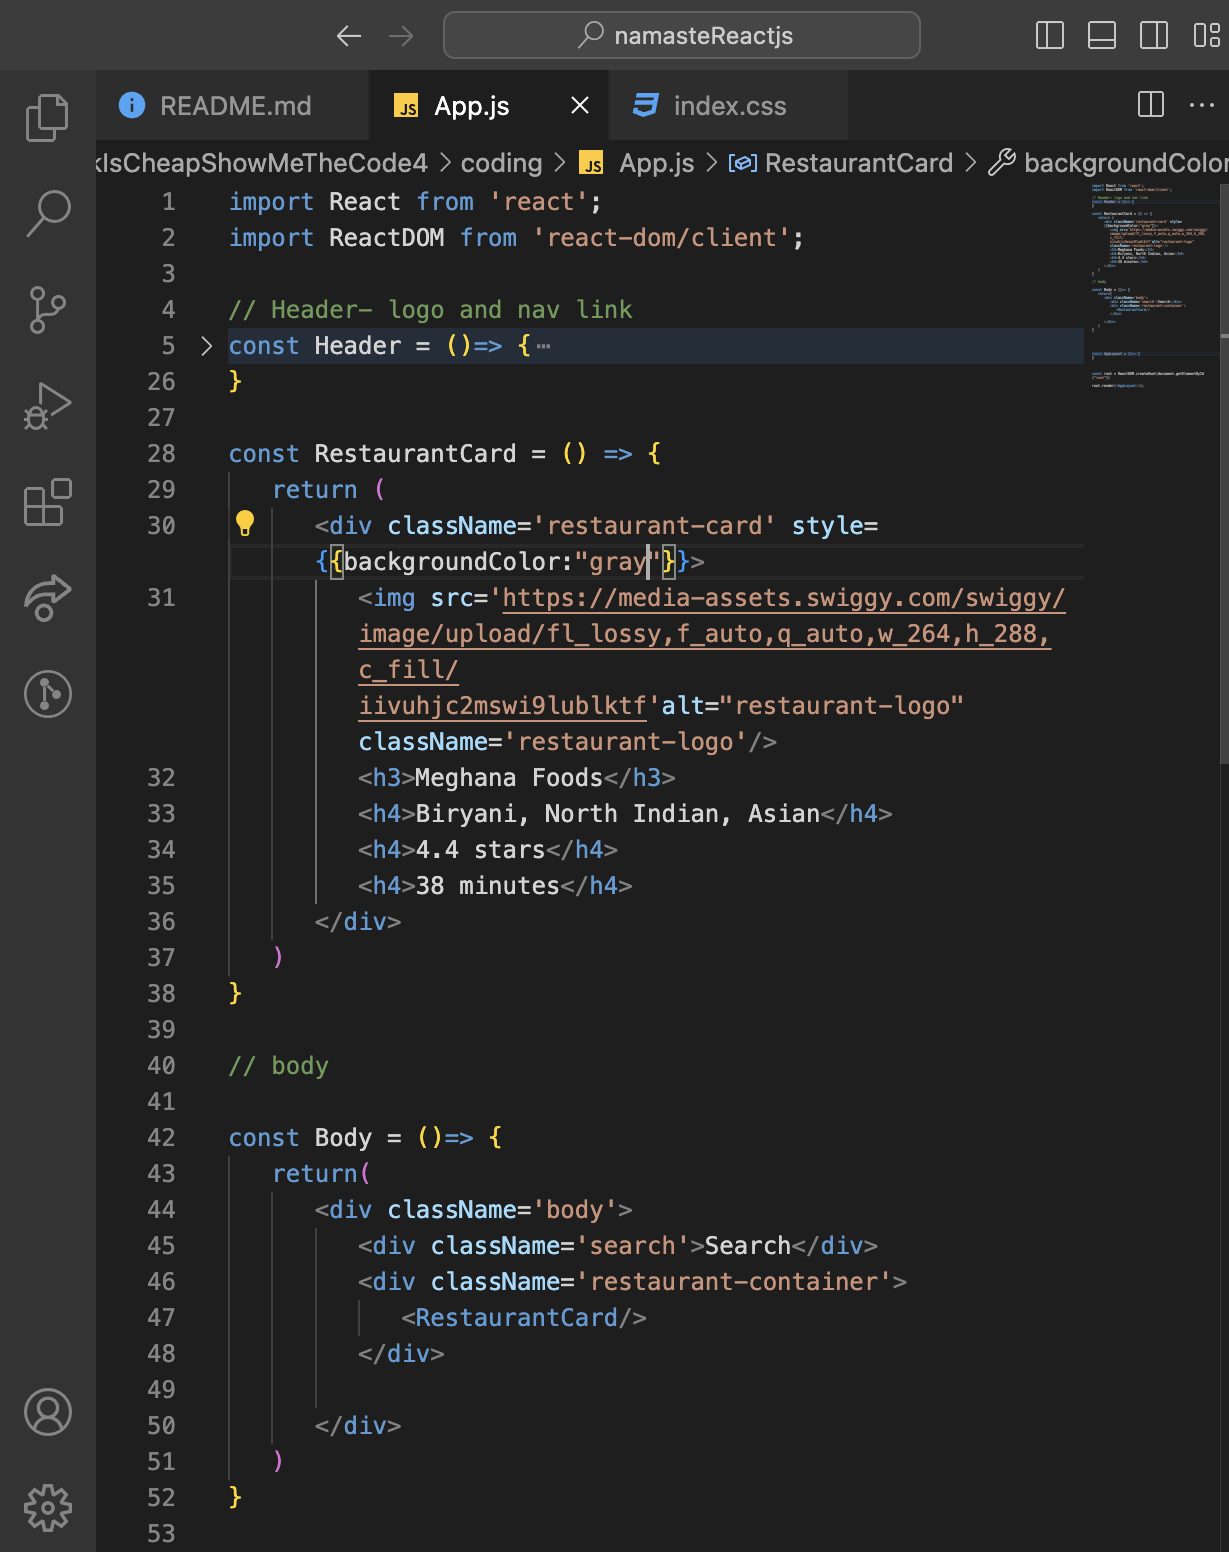 namasteReactjs
README.md
App.js
index.css
kIsCheapShowMeTheCode4 > coding > JS App.js > RestaurantCard > backgroundColor
1 import React from 'react';
2 import ReactDOM from 'react-dom/client';
3
4 // Header- logo and nav link
5 const Header = ()=> { ⋯
26 }
27
28 const RestaurantCard = () => {
29 return (
30 <div className='restaurant-card' style=
{{backgroundColor:"gray"}}>
31 <img src='https://media-assets.swiggy.com/swiggy/
image/upload/fl_lossy,f_auto,q_auto,w_264,h_288,
c_fill/
iivuhjc2mswi9lublktf'alt="restaurant-logo"
className='restaurant-logo'/>
32 <h3>Meghana Foods</h3>
33 <h4>Biryani, North Indian, Asian</h4>
34 <h4>4.4 stars</h4>
35 <h4>38 minutes</h4>
36 </div>
37 )
38 }
39
40 // body
41
42 const Body = ()=> {
43 return(
44 <div className='body'>
45 <div className='search'>Search</div>
46 <div className='restaurant-container'>
47 <RestaurantCard/>
48 </div>
49
50 </div>
51 )
52 }
53